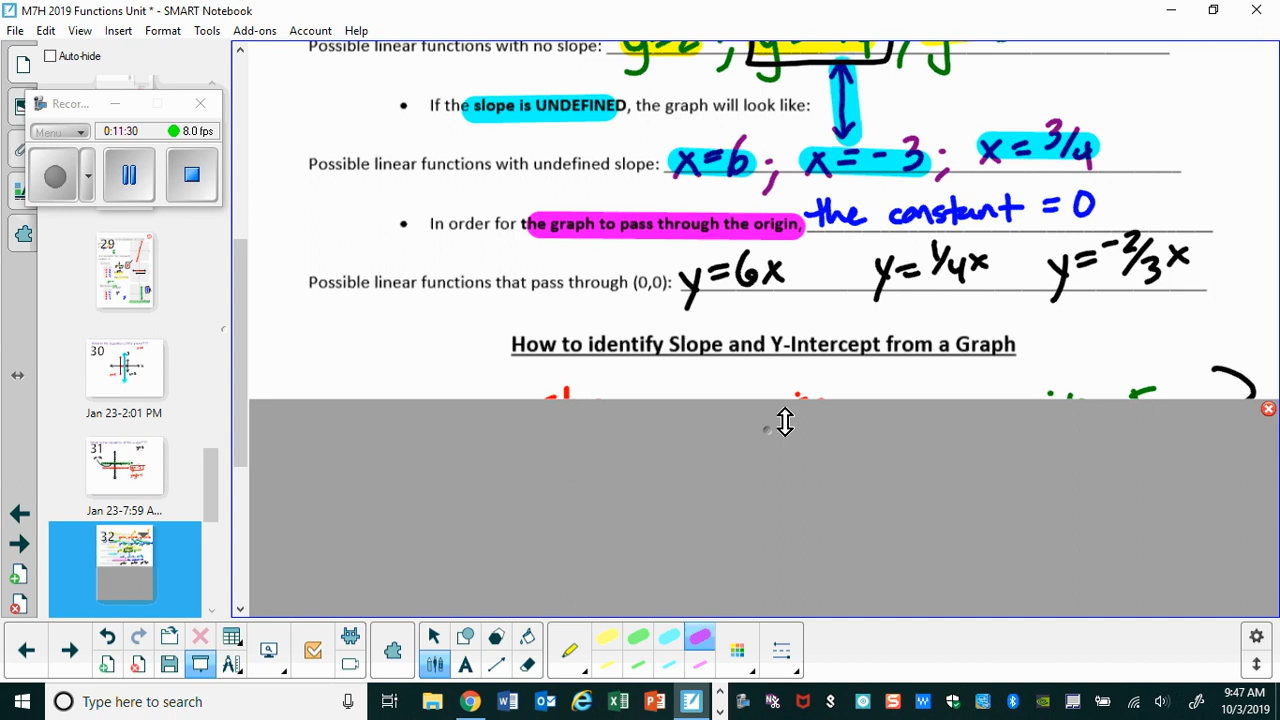 M7H 2019 Functions Unit * - SMART Notebook
File Edit View Insert Format Tools Add-ons Account Help
Auto-hide
Recor...
Menu 0:11:30 8.0 fps
29
30
Jan 23-2:01 PM
31
Jan 23-7:59 A...
32
Possible linear functions with no slope:
• If the slope is UNDEFINED, the graph will look like:
Possible linear functions with undefined slope: x=6; x=-3; x=3/4
• In order for the graph to pass through the origin, the constant = 0
Possible linear functions that pass through (0,0): y=6x y=1/4x y=-2/3x
How to identify Slope and Y-Intercept from a Graph
Type here to search
9:47 AM
10/3/2019